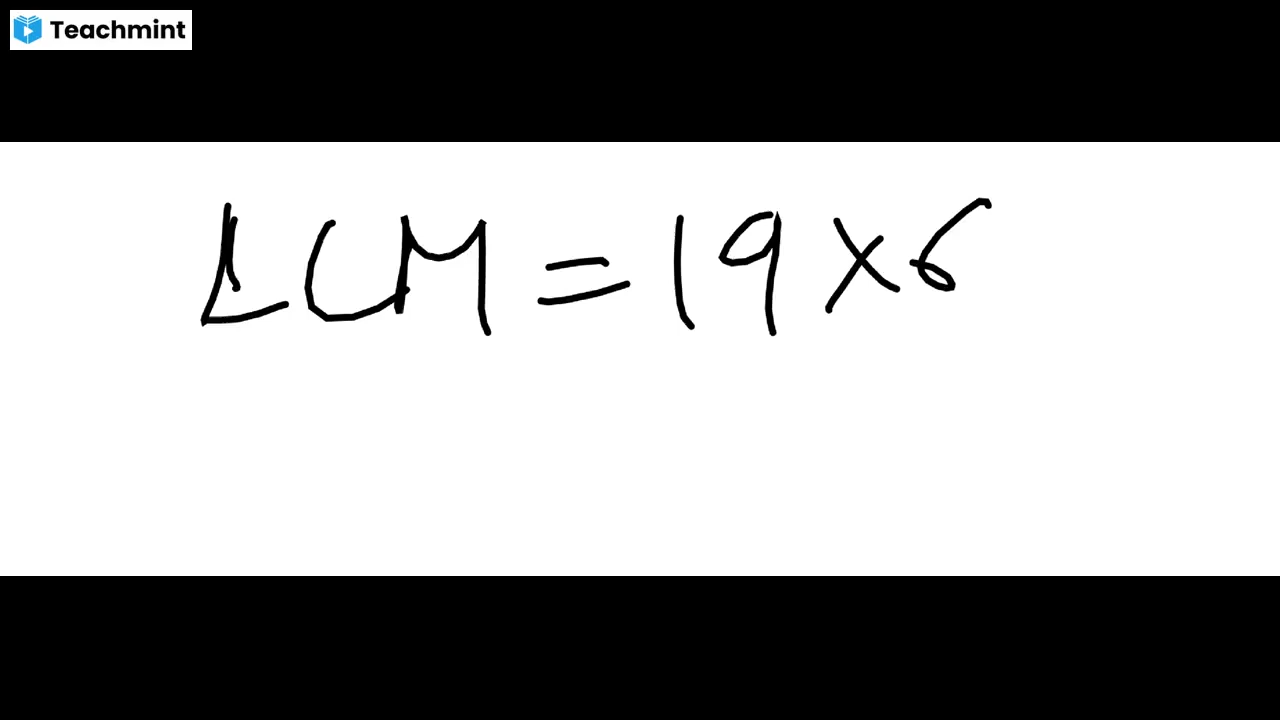 Teachmint
LCM = 19 × 6